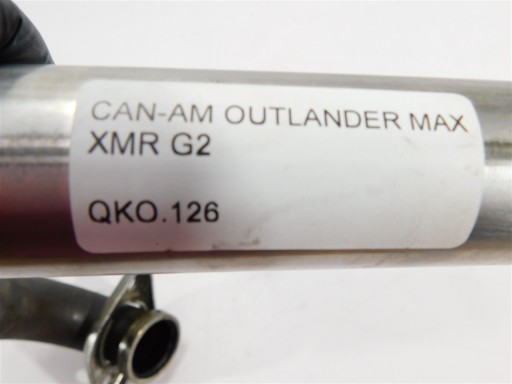 CAN-AM OUTLANDER MAX
XMR G2
QKO.126